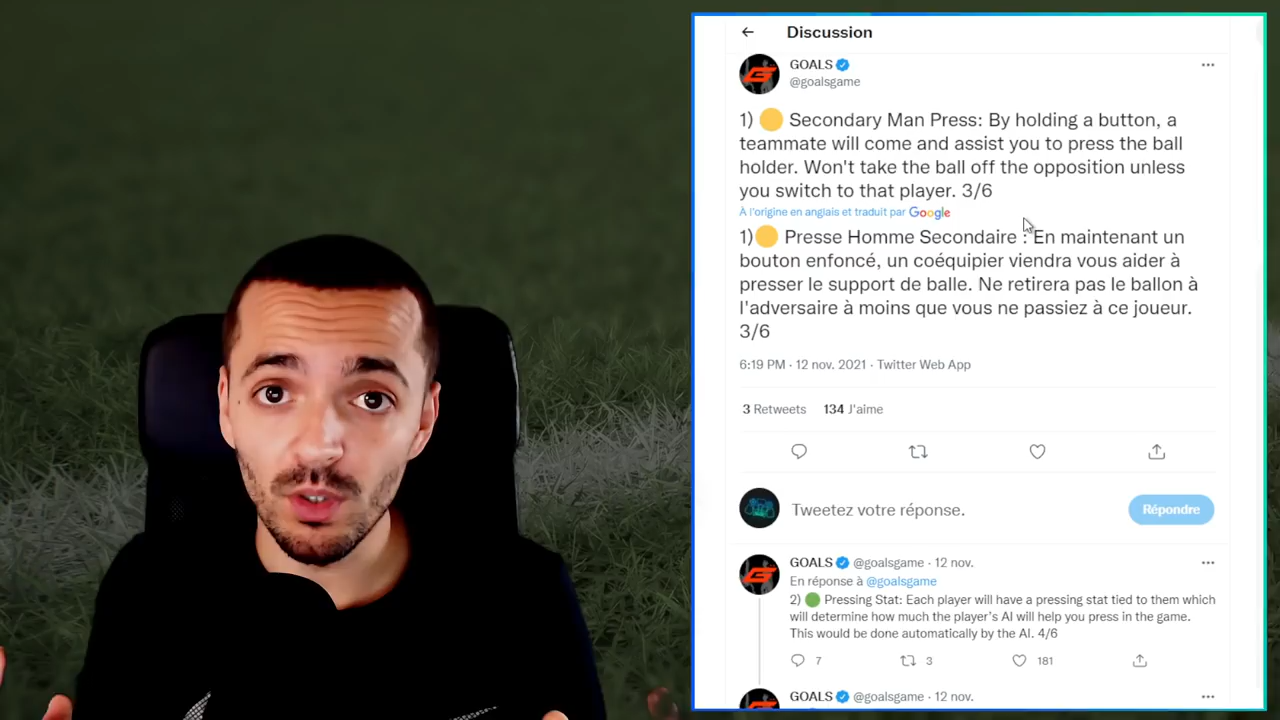 Discussion
GOALS
@goalsgame
1) 🟡 Secondary Man Press: By holding a button, a
teammate will come and assist you to press the ball
holder. Won't take the ball off the opposition unless
you switch to that player. 3/6
À l'origine en anglais et traduit par Google
1)🟡 Presse Homme Secondaire : En maintenant un
bouton enfoncé, un coéquipier viendra vous aider à
presser le support de balle. Ne retirera pas le ballon à
l'adversaire à moins que vous ne passiez à ce joueur.
3/6
6:19 PM · 12 nov. 2021 · Twitter Web App
3 Retweets 134 J'aime
Tweetez votre réponse.
Répondre
GOALS @goalsgame · 12 nov.
En réponse à @goalsgame
2) 🟢 Pressing Stat: Each player will have a pressing stat tied to them which
will determine how much the player's AI will help you press in the game.
This would be done automatically by the AI. 4/6
7 3 181
GOALS @goalsgame · 12 nov.